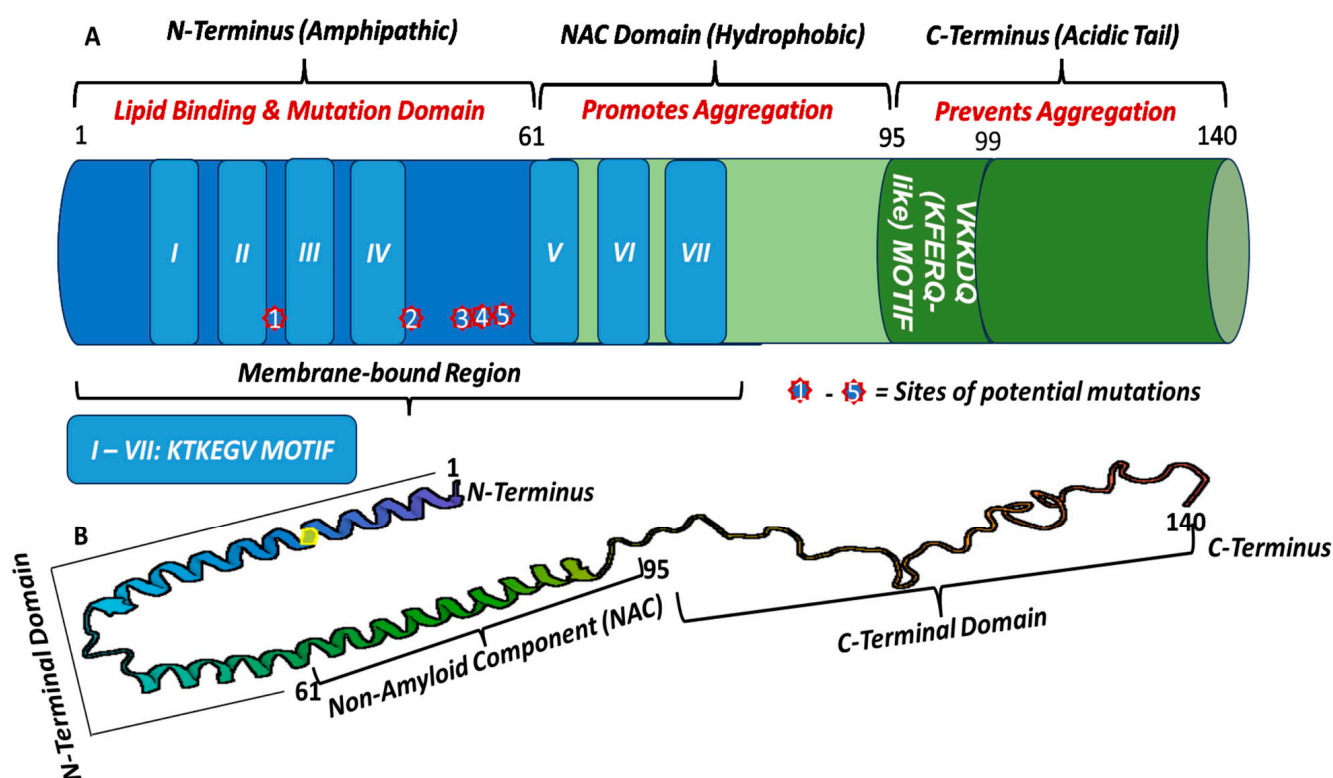 A
N-Terminus (Amphipathic)
NAC Domain (Hydrophobic)
C-Terminus (Acidic Tail)
Lipid Binding & Mutation Domain
Promotes Aggregation
Prevents Aggregation
1
61
95
99
140
I
II
III
IV
V
VI
VII
VKKDQ
(KFERQ-
like) MOTIF
1
2
3
4
5
Membrane-bound Region
1 - 5 = Sites of potential mutations
I – VII: KTKEGV MOTIF
B
1
N-Terminus
N-Terminal Domain
61
Non-Amyloid Component (NAC)
95
C-Terminal Domain
140
C-Terminus